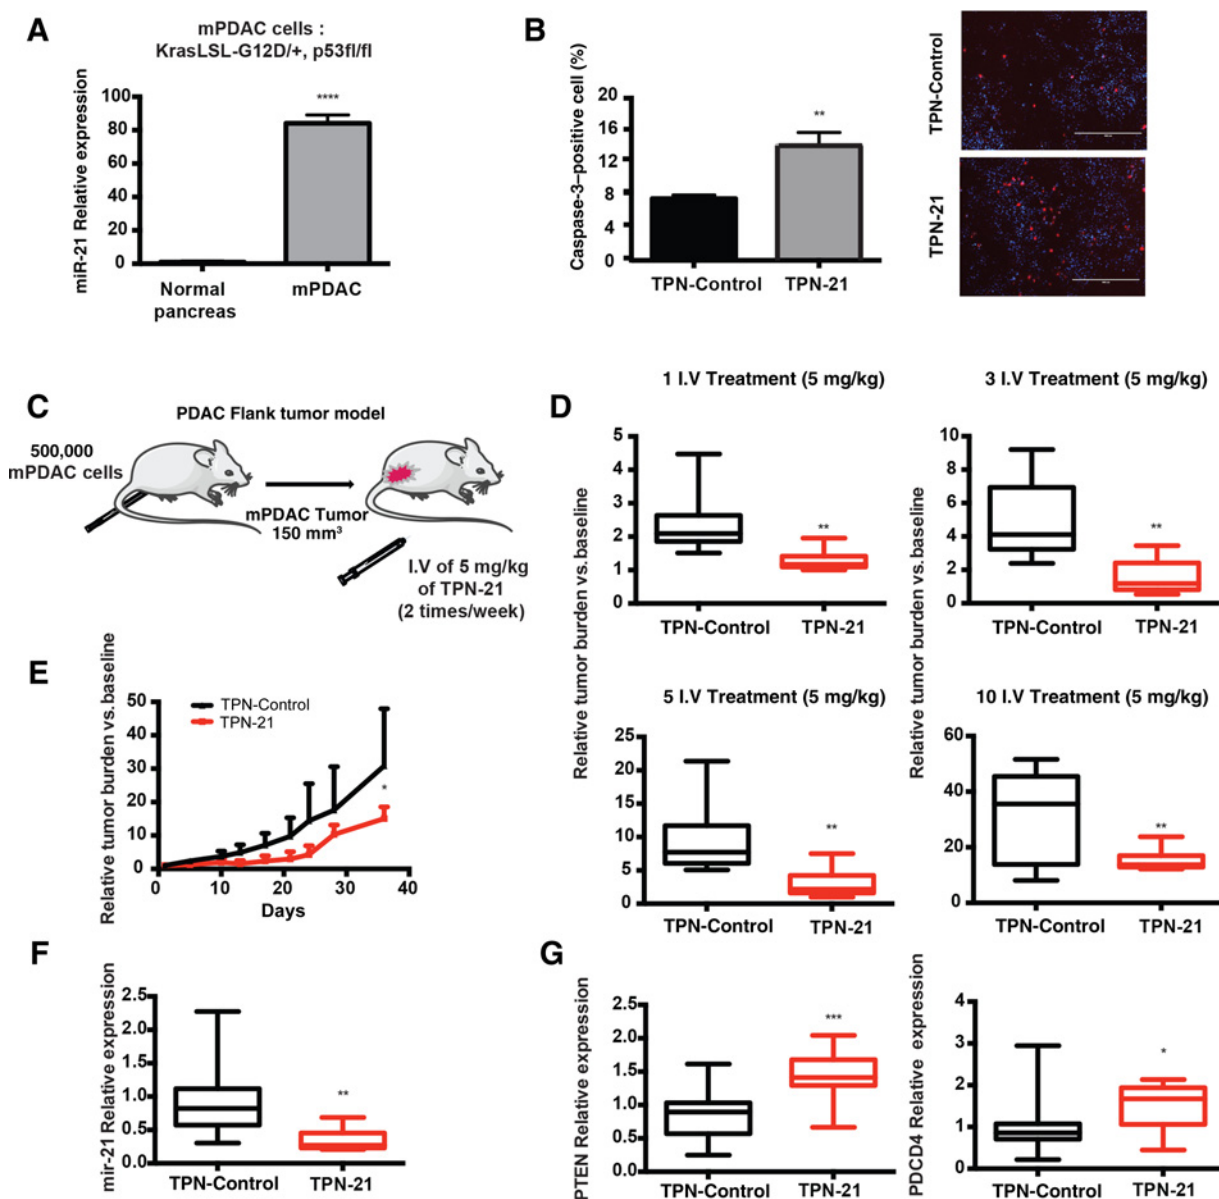 A
mPDAC cells :
KrasLSL-G12D/+, p53fl/fl
miR-21 Relative expression
100
80
60
40
20
0
****
Normal
pancreas
mPDAC
B
Caspase-3–positive cell (%)
20
16
12
8
4
0
**
TPN-Control
TPN-21
TPN-Control
TPN-21
C
PDAC Flank tumor model
500,000
mPDAC cells
mPDAC Tumor
150 mm³
I.V of 5 mg/kg
of TPN-21
(2 times/week)
D
Relative tumor burden vs. baseline
1 I.V Treatment (5 mg/kg)
5
4
3
2
1
0
**
TPN-Control
TPN-21
Relative tumor burden vs. baseline
3 I.V Treatment (5 mg/kg)
10
8
6
4
2
0
**
TPN-Control
TPN-21
5 I.V Treatment (5 mg/kg)
25
20
15
10
5
0
**
TPN-Control
TPN-21
10 I.V Treatment (5 mg/kg)
60
40
20
0
**
TPN-Control
TPN-21
E
Relative tumor burden vs. baseline
50
40
30
20
10
0
TPN-Control
TPN-21
*
0 10 20 30 40
Days
F
mir-21 Relative expression
2.5
2.0
1.5
1.0
0.5
0.0
**
TPN-Control
TPN-21
G
PTEN Relative expression
2.5
2.0
1.5
1.0
0.5
0.0
***
TPN-Control
TPN-21
PDCD4 Relative expression
4
3
2
1
0
*
TPN-Control
TPN-21